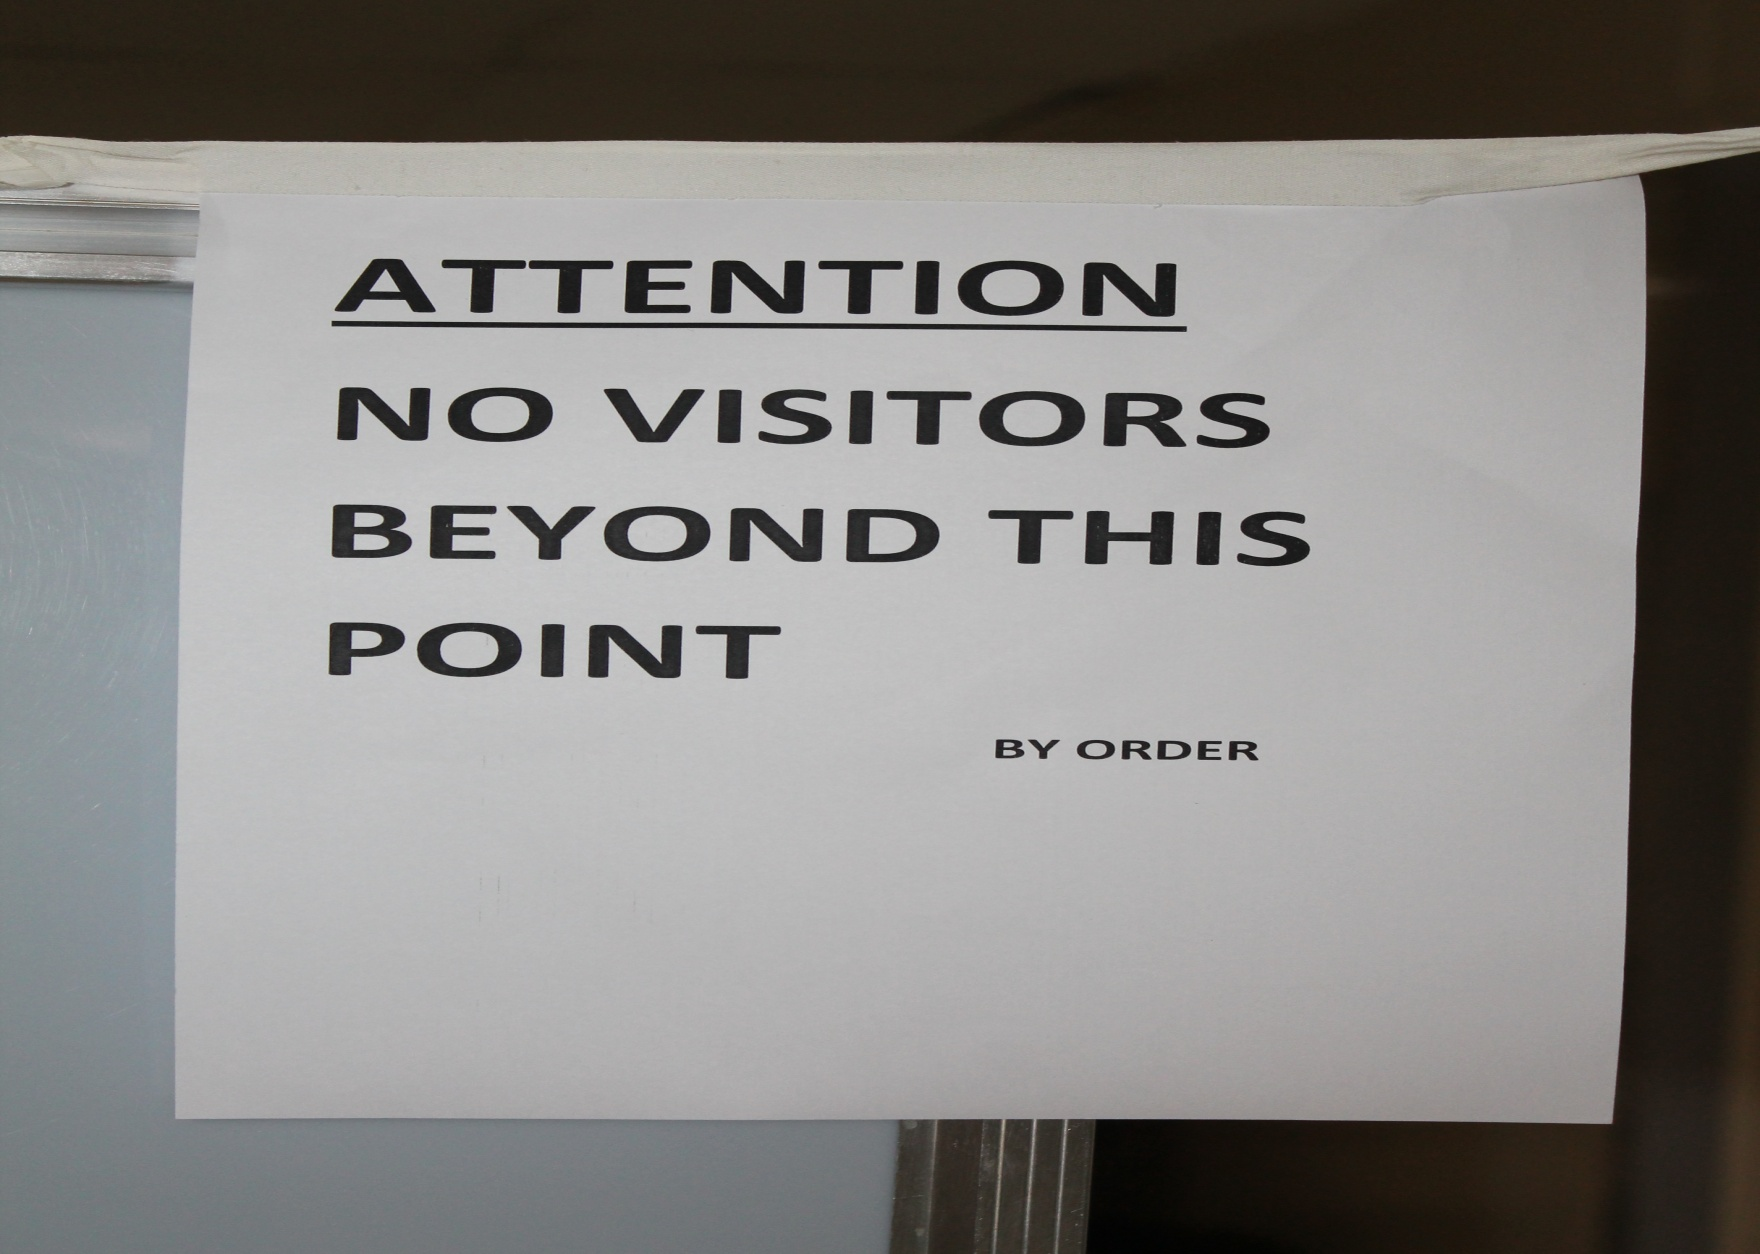 ATTENTION
NO VISITORS
BEYOND THIS
POINT
BY ORDER